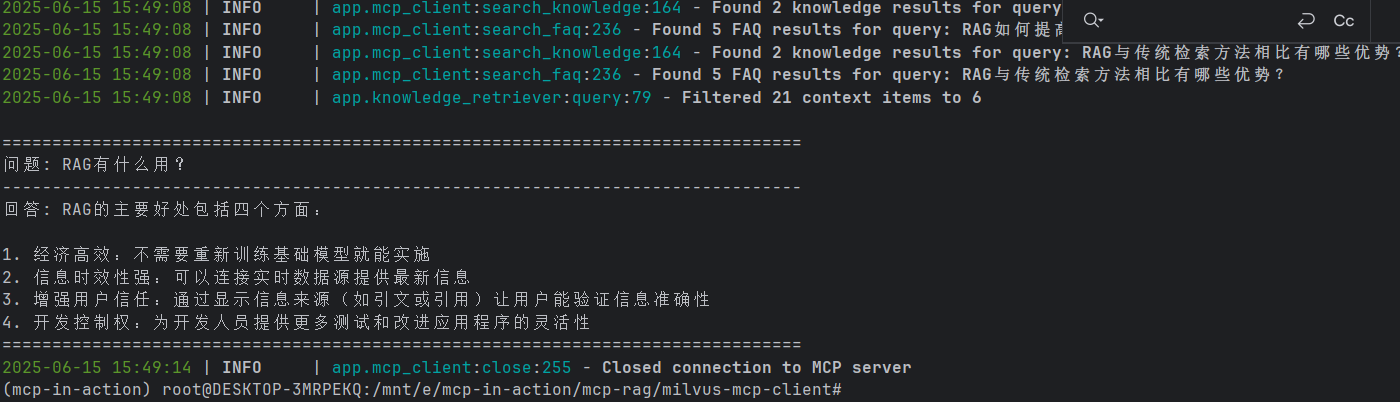 2025-06-15 15:49:08 | INFO     | app.mcp_client:search_knowledge:164 - Found 2 knowledge results for query
2025-06-15 15:49:08 | INFO     | app.mcp_client:search_faq:236 - Found 5 FAQ results for query: RAG如何提
Cc
2025-06-15 15:49:08 | INFO     | app.mcp_client:search_knowledge:164 - Found 2 knowledge results for query: RAG与传统检索方法相比有哪些优势?
2025-06-15 15:49:08 | INFO     | app.mcp_client:search_faq:236 - Found 5 FAQ results for query: RAG与传统检索方法相比有哪些优势?
2025-06-15 15:49:08 | INFO     | app.knowledge_retriever:query:79 - Filtered 21 context items to 6
================================================================================
问题: RAG有什么用?
--------------------------------------------------------------------------------
回答: RAG的主要好处包括四个方面:
1. 经济高效:不需要重新训练基础模型就能实施
2. 信息时效性强:可以连接实时数据源提供最新信息
3. 增强用户信任:通过显示信息来源(如引文或引用)让用户能验证信息准确性
4. 开发控制权:为开发人员提供更多测试和改进应用程序的灵活性
================================================================================
2025-06-15 15:49:14 | INFO     | app.mcp_client:close:255 - Closed connection to MCP server
(mcp-in-action) root@DESKTOP-3MRPEKQ:/mnt/e/mcp-in-action/mcp-rag/milvus-mcp-client#